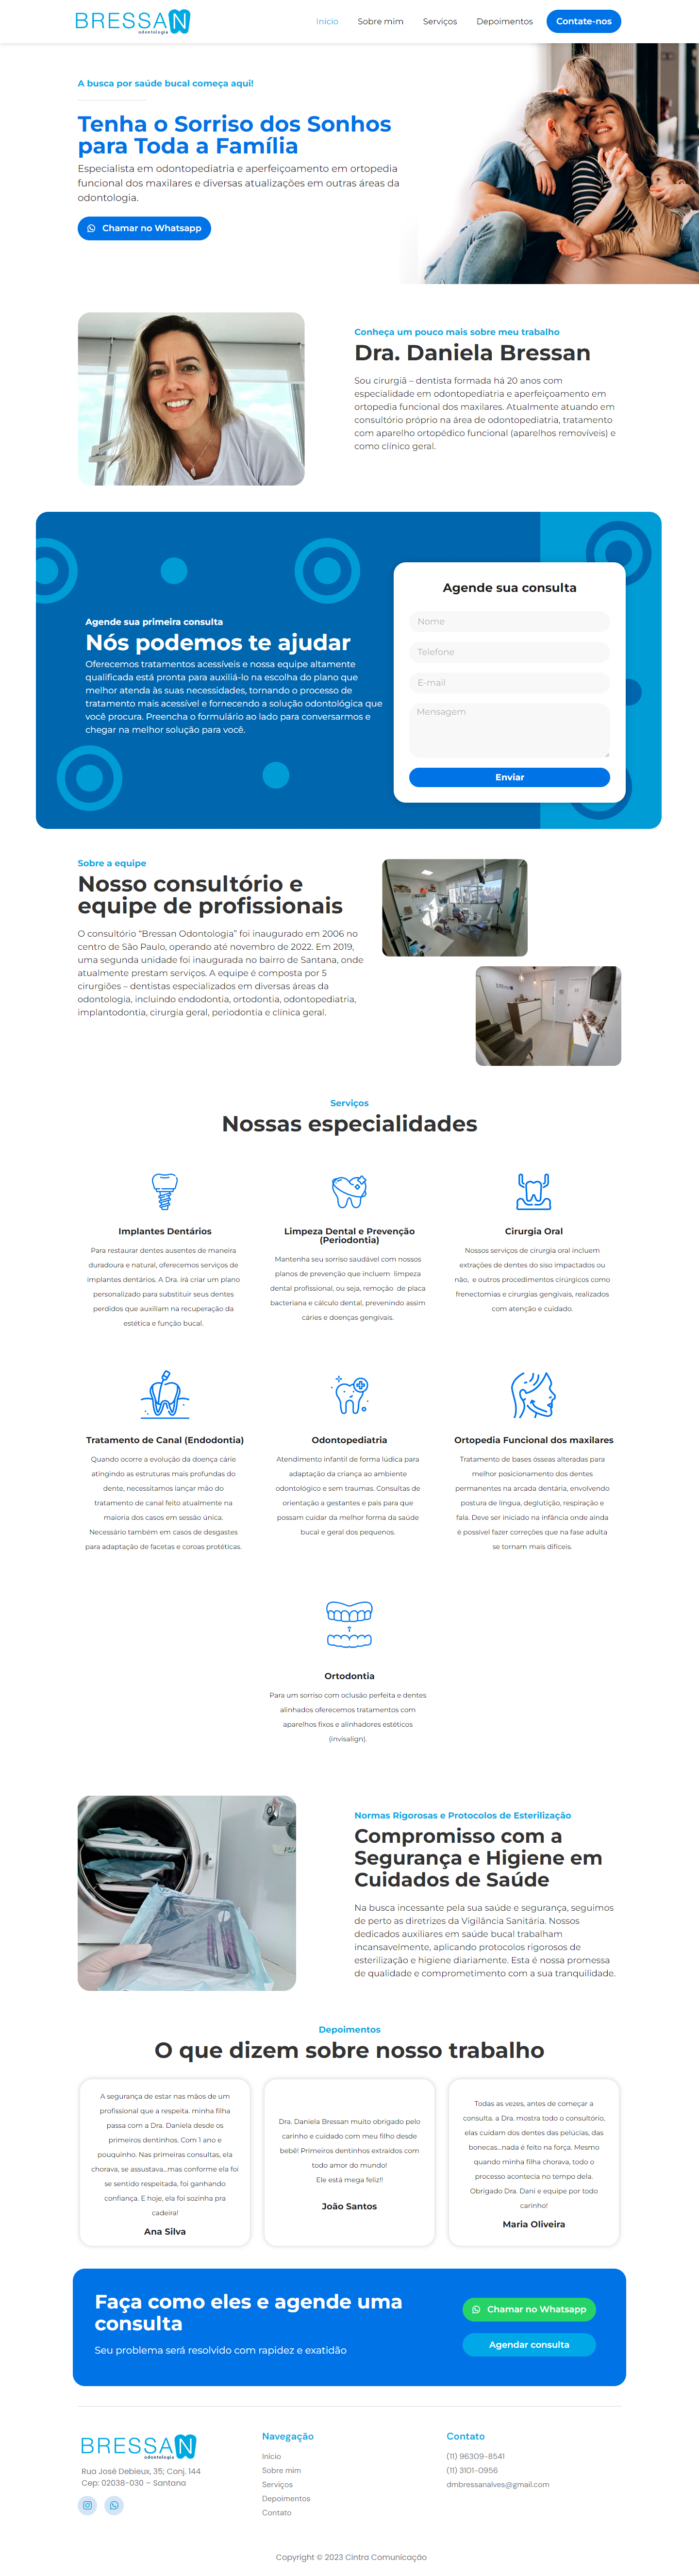 BRESSAN
odontologia
Início
Sobre mim
Serviços
Depoimentos
Contate-nos
A busca por saúde bucal começa aqui!
Tenha o Sorriso dos Sonhos
para Toda a Família
Especialista em odontopediatria e aperfeiçoamento em ortopedia
funcional dos maxilares e diversas atualizações em outras áreas da
odontologia.
Chamar no Whatsapp
Conheça um pouco mais sobre meu trabalho
Dra. Daniela Bressan
Sou cirurgiã – dentista formada há 20 anos com
especialidade em odontopediatria e aperfeiçoamento em
ortopedia funcional dos maxilares. Atualmente atuando em
consultório próprio na área de odontopediatria, tratamento
com aparelho ortopédico funcional (aparelhos removíveis) e
como clínico geral.
Agende sua primeira consulta
Nós podemos te ajudar
Oferecemos tratamentos acessíveis e nossa equipe altamente
qualificada está pronta para auxiliá-lo na escolha do plano que
melhor atenda às suas necessidades, tornando o processo de
tratamento mais acessível e fornecendo a solução odontológica que
você procura. Preencha o formulário ao lado para conversarmos e
chegar na melhor solução para você.
Agende sua consulta
Nome
Telefone
E-mail
Mensagem
Enviar
Sobre a equipe
Nosso consultório e
equipe de profissionais
O consultório “Bressan Odontologia” foi inaugurado em 2006 no
centro de São Paulo, operando até novembro de 2022. Em 2019,
uma segunda unidade foi inaugurada no bairro de Santana, onde
atualmente prestam serviços. A equipe é composta por 5
cirurgiões – dentistas especializados em diversas áreas da
odontologia, incluindo endodontia, ortodontia, odontopediatria,
implantodontia, cirurgia geral, periodontia e clínica geral.
Serviços
Nossas especialidades
Implantes Dentários
Para restaurar dentes ausentes de maneira
duradoura e natural, oferecemos serviços de
implantes dentários. A Dra. irá criar um plano
personalizado para substituir seus dentes
perdidos que auxiliam na recuperação da
estética e função bucal.
Limpeza Dental e Prevenção
(Periodontia)
Mantenha seu sorriso saudável com nossos
planos de prevenção que incluem limpeza
dental profissional, ou seja, remoção de placa
bacteriana e cálculo dental, prevenindo assim
cáries e doenças gengivais.
Cirurgia Oral
Nossos serviços de cirurgia oral incluem
extrações de dentes do siso impactados ou
não, e outros procedimentos cirúrgicos como
frenectomias e cirurgias gengivais, realizados
com atenção e cuidado.
Tratamento de Canal (Endodontia)
Quando ocorre a evolução da doença cárie
atingindo as estruturas mais profundas do
dente, necessitamos lançar mão do
tratamento de canal feito atualmente na
maioria dos casos em sessão única.
Necessário também em casos de desgastes
para adaptação de facetas e coroas protéticas.
Odontopediatria
Atendimento infantil de forma lúdica para
adaptação da criança ao ambiente
odontológico e sem traumas. Consultas de
orientação a gestantes e pais para que
possam cuidar da melhor forma da saúde
bucal e geral dos pequenos.
Ortopedia Funcional dos maxilares
Tratamento de bases ósseas alteradas para
melhor posicionamento dos dentes
permanentes na arcada dentária, envolvendo
postura de língua, deglutição, respiração e
fala. Deve ser iniciado na infância onde ainda
é possível fazer correções que na fase adulta
se tornam mais difíceis.
Ortodontia
Para um sorriso com oclusão perfeita e dentes
alinhados oferecemos tratamentos com
aparelhos fixos e alinhadores estéticos
(invisalign).
Normas Rigorosas e Protocolos de Esterilização
Compromisso com a
Segurança e Higiene em
Cuidados de Saúde
Na busca incessante pela sua saúde e segurança, seguimos
de perto as diretrizes da Vigilância Sanitária. Nossos
dedicados auxiliares em saúde bucal trabalham
incansavelmente, aplicando protocolos rigorosos de
esterilização e higiene diariamente. Esta é nossa promessa
de qualidade e comprometimento com a sua tranquilidade.
Depoimentos
O que dizem sobre nosso trabalho
A segurança de estar nas mãos de um
profissional que a respeita. minha filha
passa com a Dra. Daniela desde os
primeiros dentinhos. Com 1 ano e
pouquinho. Nas primeiras consultas, ela
chorava, se assustava...mas conforme ela foi
se sentido respeitada, foi ganhando
confiança. E hoje, ela foi sozinha pra
cadeira!
Ana Silva
Dra. Daniela Bressan muito obrigado pelo
carinho e cuidado com meu filho desde
bebê! Primeiros dentinhos extraídos com
todo amor do mundo!
Ele está mega feliz!!
João Santos
Todas as vezes, antes de começar a
consulta. a Dra. mostra todo o consultório,
elas cuidam dos dentes das pelúcias, das
bonecas...nada é feito na força. Mesmo
quando minha filha chorava, todo o
processo acontecia no tempo dela.
Obrigado Dra. Dani e equipe por todo
carinho!
Maria Oliveira
Faça como eles e agende uma
consulta
Seu problema será resolvido com rapidez e exatidão
Chamar no Whatsapp
Agendar consulta
BRESSAN
odontologia
Rua José Debieux, 35; Conj. 144
Cep: 02038-030 – Santana
Navegação
Início
Sobre mim
Serviços
Depoimentos
Contato
Contato
(11) 96309-8541
(11) 3101-0956
dmbressanalves@gmail.com
Copyright © 2023 Cintra Comunicação